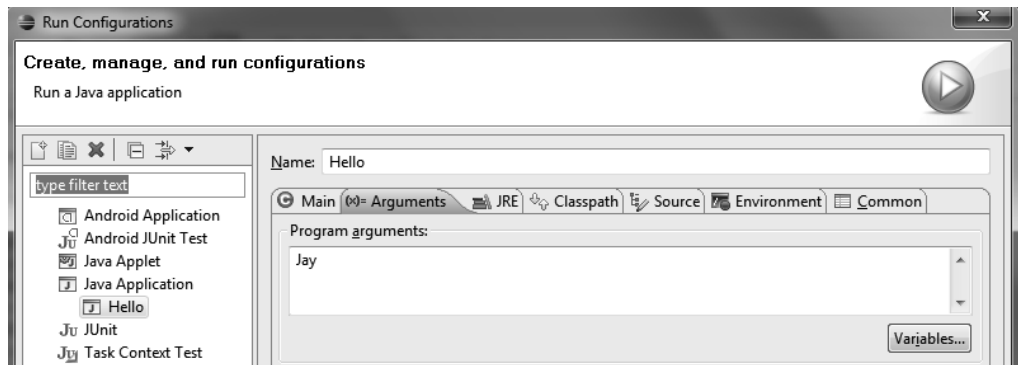 Run Configurations
x
Create, manage, and run configurations
Run a Java application
type filter text
Android Application
Android JUnit Test
Java Applet
Java Application
Hello
JUnit
Task Context Test
Name: Hello
Main (x)= Arguments JRE Classpath Source Environment Common
Program arguments:
Jay
Variables...